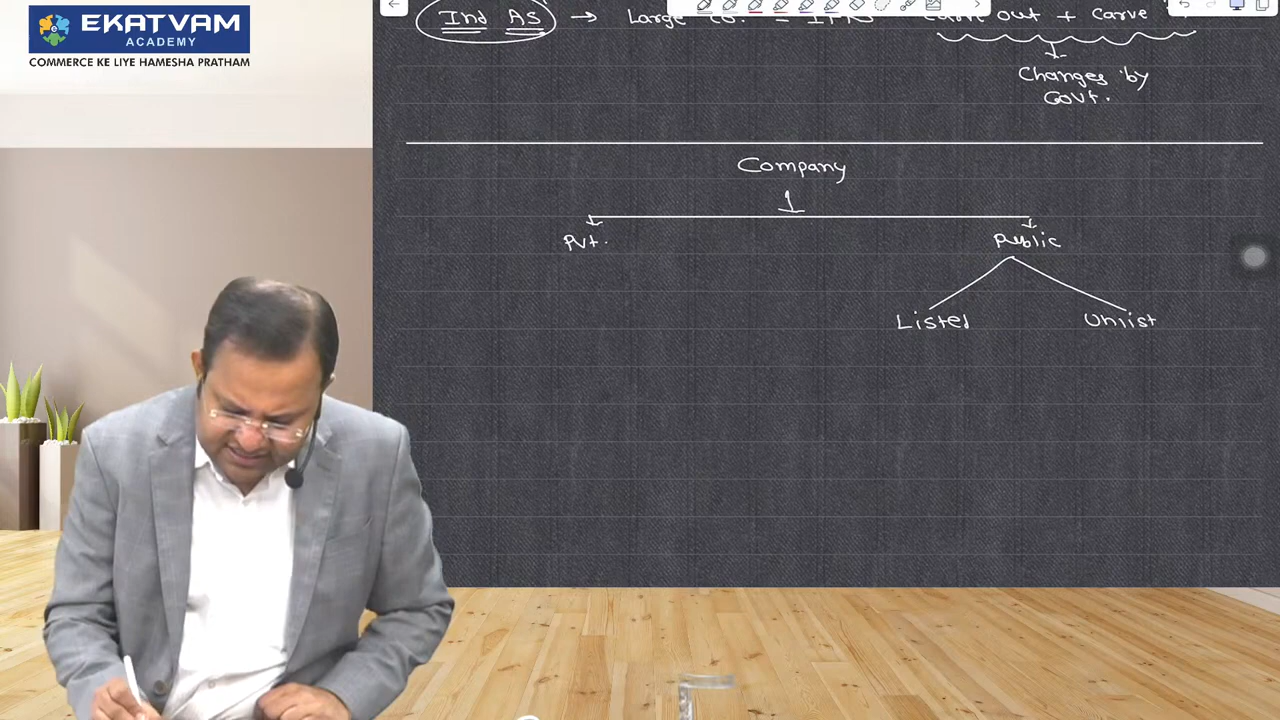 EKATVAM
ACADEMY
COMMERCE KE LIYE HAMESHA PRATHAM
Ind As → Large Co. = out + Carve
Changes by
Govt.
Company
Pvt.
Public
Listed
Unlist